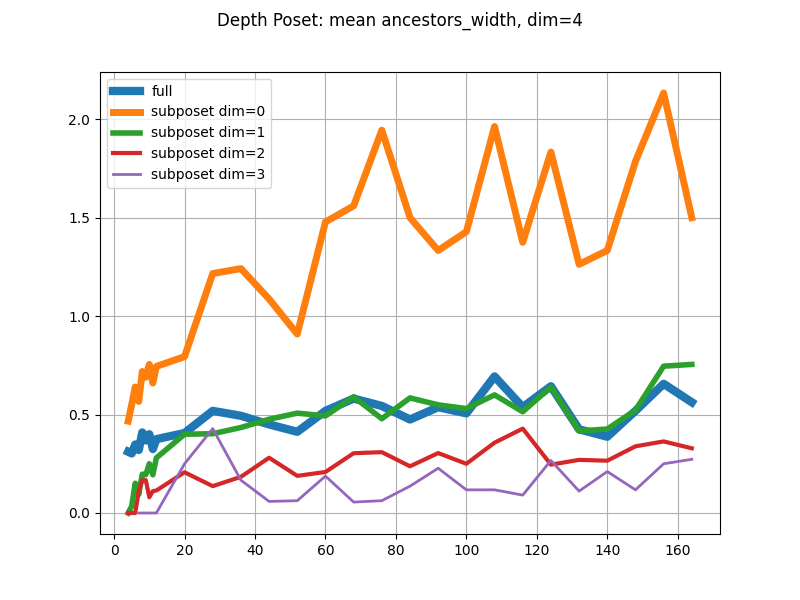 Depth Poset: mean ancestors_width, dim=4
full
subposet dim=0
subposet dim=1
subposet dim=2
subposet dim=3
2.0
1.5
1.0
0.5
0.0
0 20 40 60 80 100 120 140 160